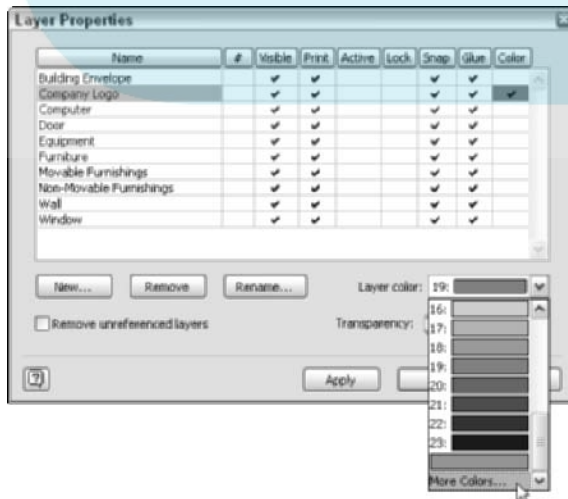 Layer Properties
Name # Visible Print Active Lock Snap Glue Color
Building Envelope
Company Logo
Computer
Door
Equipment
Furniture
Movable Furnishings
Non-Movable Furnishings
Wall
Window
New... Remove Rename... Layer color: 19:
Remove unreferenced layers Transparency:
16:
17:
18:
19:
20:
21:
22:
23:
More Colors...
? Apply